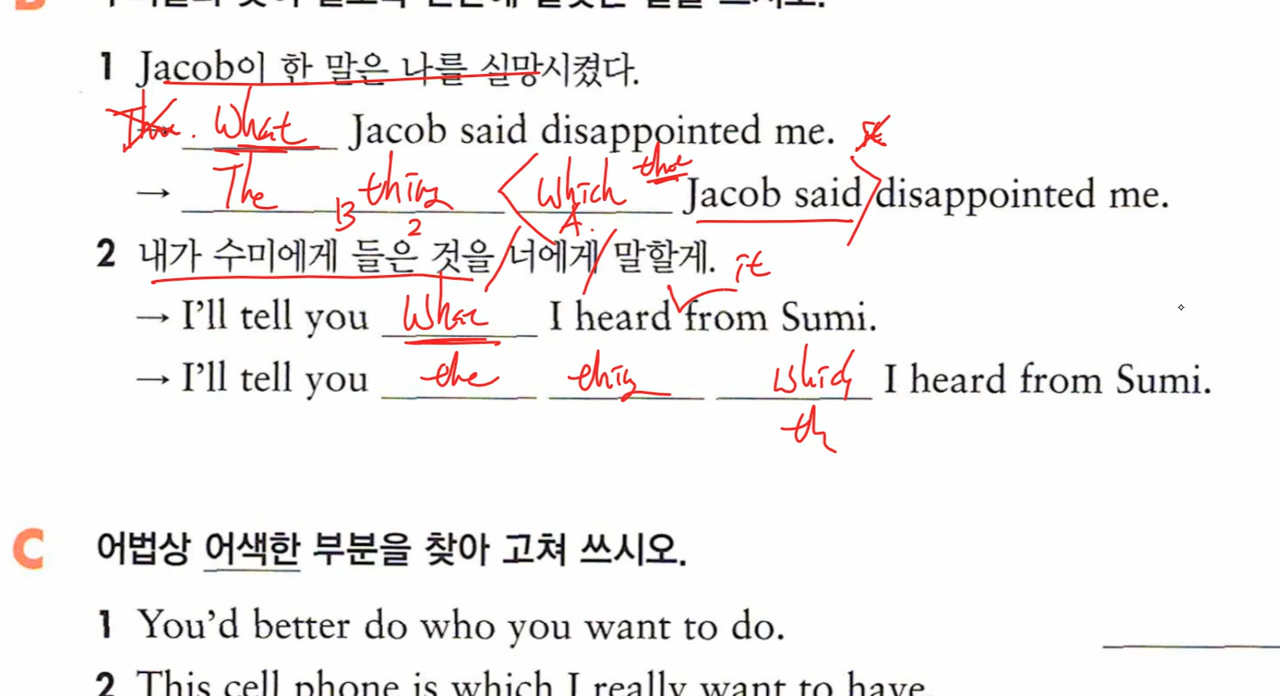 B
1 Jacob이 한 말은 나를 실망시켰다.
What Jacob said disappointed me.
→ The thing which that Jacob said disappointed me.
B 2 A.
2 내가 수미에게 들은 것을 너에게 말할게. it
→ I'll tell you What I heard from Sumi.
→ I'll tell you the thing which I heard from Sumi.
th
C 어법상 어색한 부분을 찾아 고쳐 쓰시오.
1 You'd better do who you want to do.
2 This cell phone is which I really want to have.